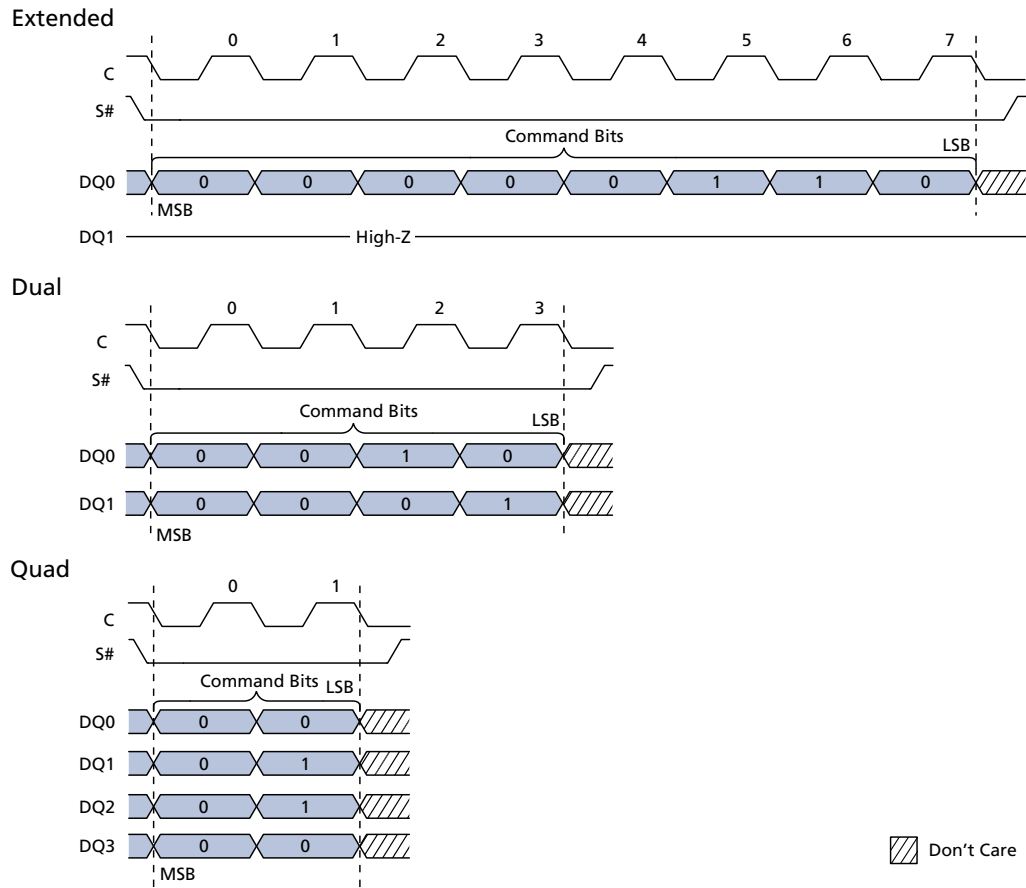 Extended
0 1 2 3 4 5 6 7
C
S#
Command Bits
LSB
DQ0 0 0 0 0 0 1 1 0
MSB
DQ1 High-Z
Dual
0 1 2 3
C
S#
Command Bits
LSB
DQ0 0 0 1 0
DQ1 0 0 0 1
MSB
Quad
0 1
C
S#
Command Bits LSB
DQ0 0 0
DQ1 0 1
DQ2 0 1
DQ3 0 0
MSB
Don't Care